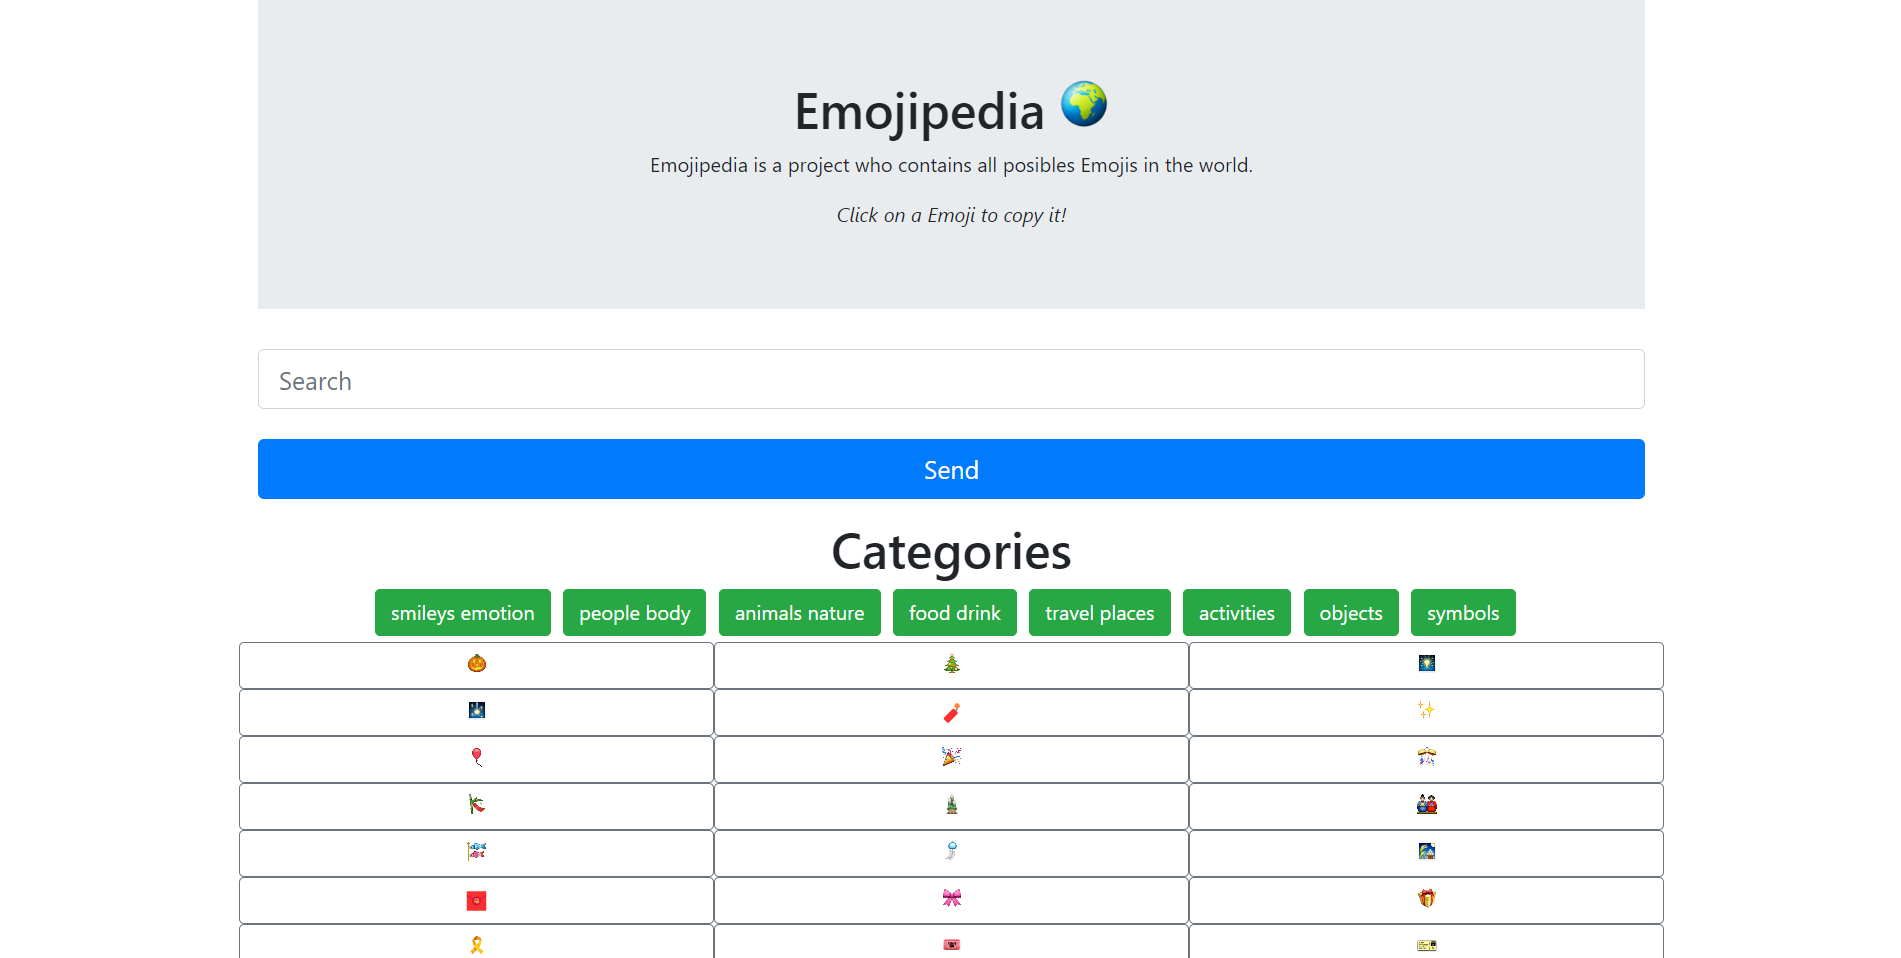 Emojipedia 🌍
Emojipedia is a project who contains all posibles Emojis in the world.
Click on a Emoji to copy it!
Search
Send
Categories
smileys emotion people body animals nature food drink travel places activities objects symbols